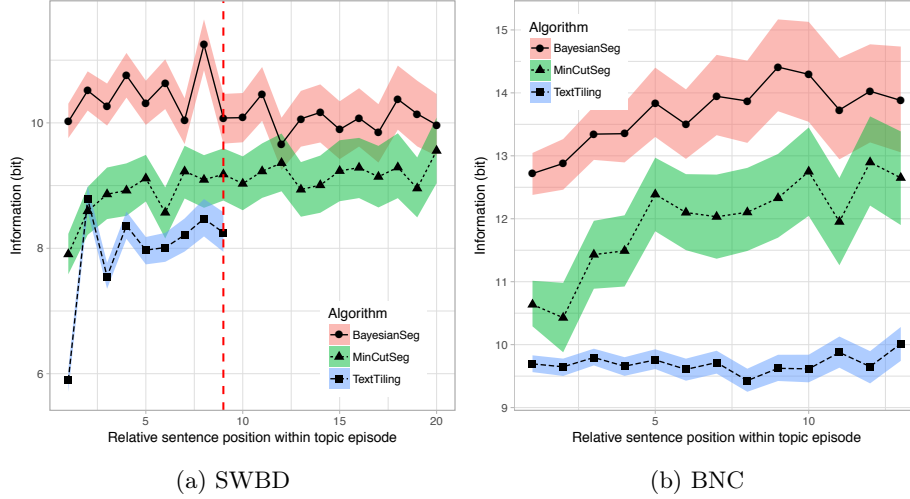 Information (bit)
10
8
6
5
10
15
20
Relative sentence position within topic episode
Algorithm
BayesianSeg
MinCutSeg
TextTiling
(a) SWBD
Information (bit)
15
14
13
12
11
10
9
5
10
Relative sentence position within topic episode
Algorithm
BayesianSeg
MinCutSeg
TextTiling
(b) BNC